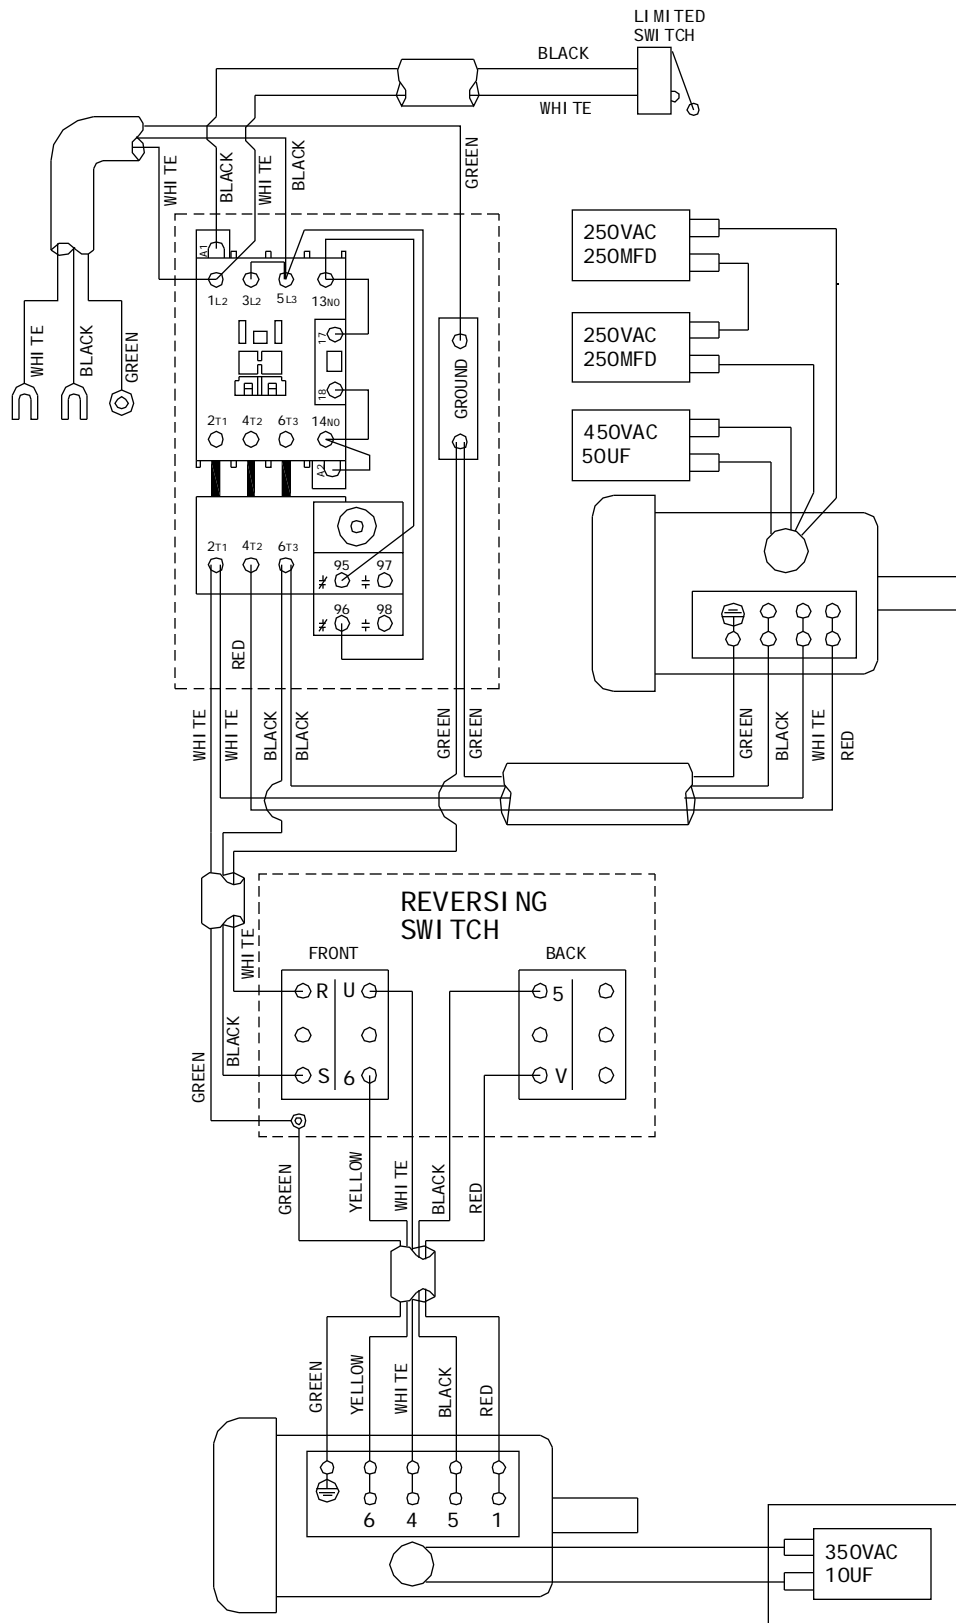 LIMITED
SWITCH
BLACK
WHITE
WHITE
BLACK
WHITE
BLACK
GREEN
A1
1L2
3L2
5L3
13NO
17
18
2T1
4T2
6T3
14NO
A2
GROUND
WHITE
BLACK
GREEN
250VAC
250MFD
250VAC
250MFD
450VAC
50UF
2T1
4T2
6T3
95
97
96
98
RED
WHITE
WHITE
BLACK
BLACK
GREEN
GREEN
GREEN
BLACK
WHITE
RED
REVERSING
SWITCH
FRONT
BACK
WHITE
BLACK
GREEN
R
U
S
6
5
V
GREEN
YELLOW
WHITE
BLACK
RED
GREEN
YELLOW
WHITE
BLACK
RED
6
4
5
1
350VAC
10UF